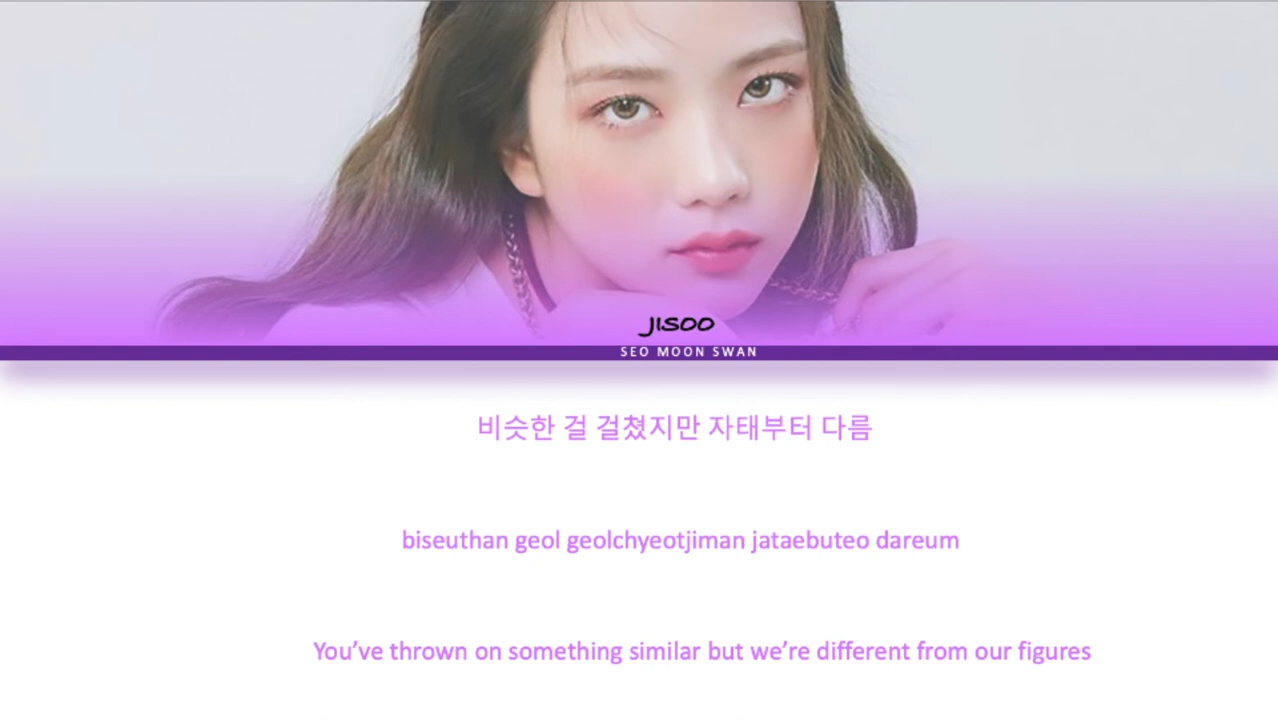 JISOO
SEO MOON SWAN
비슷한 걸 걸쳤지만 자태부터 다름
biseuthan geol geolchyeotjiman jataebuteo dareum
You’ve thrown on something similar but we’re different from our figures